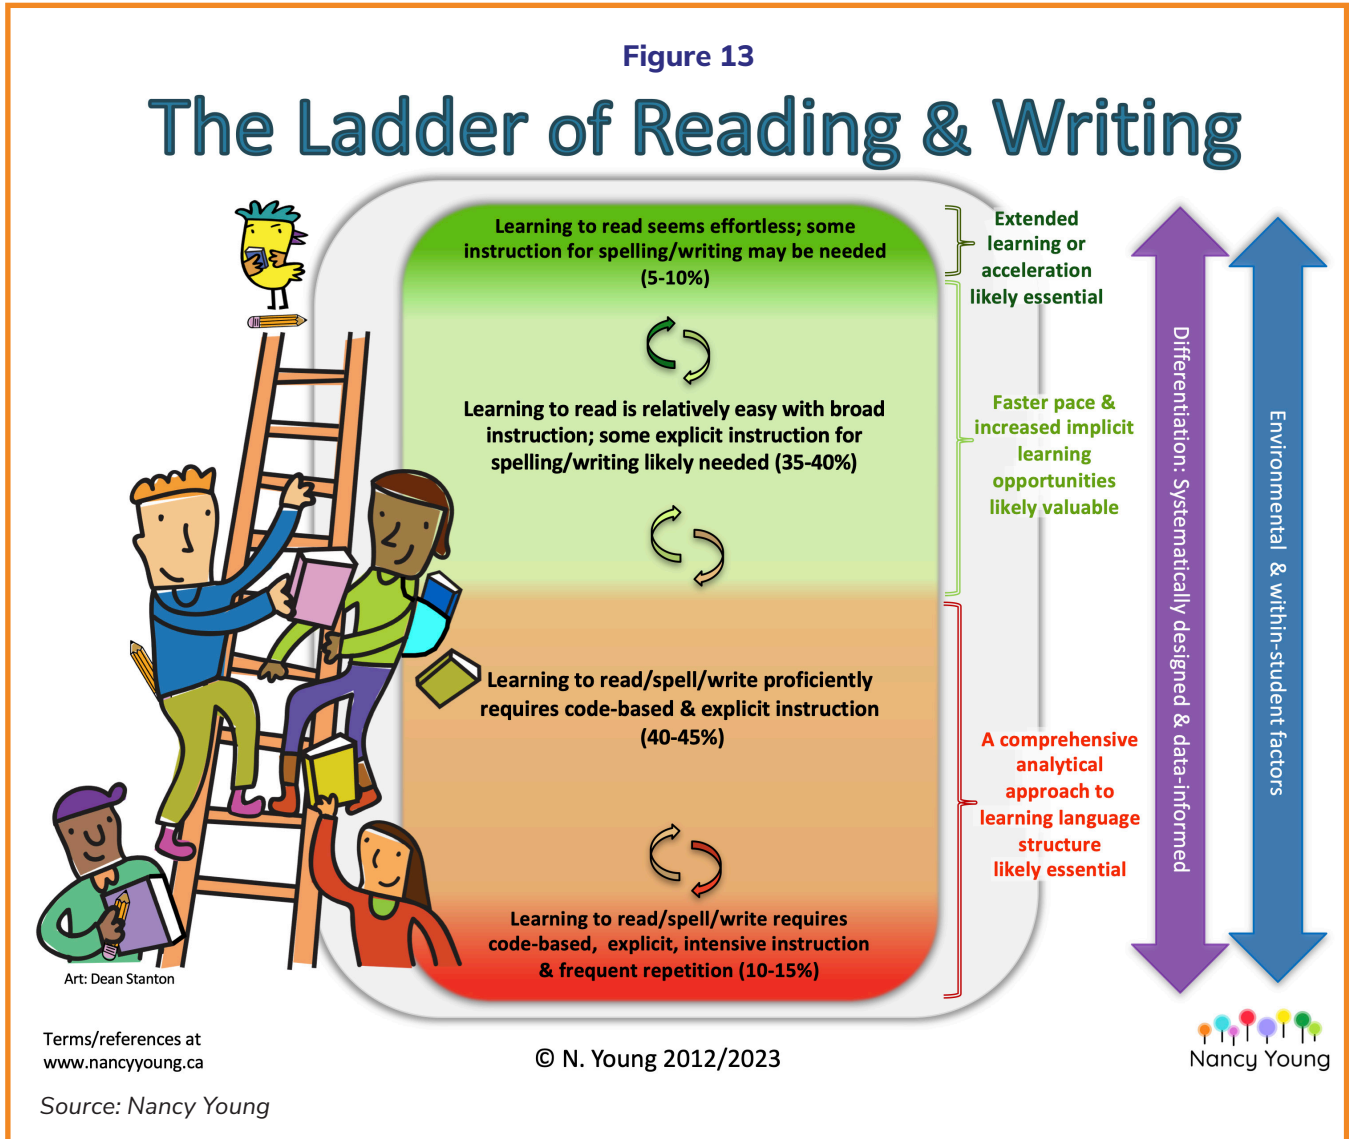 Figure 13
The Ladder of Reading & Writing
Learning to read seems effortless; some
instruction for spelling/writing may be needed
(5-10%)
Extended
learning or
acceleration
likely essential
Learning to read is relatively easy with broad
instruction; some explicit instruction for
spelling/writing likely needed (35-40%)
Faster pace &
increased implicit
learning
opportunities
likely valuable
Learning to read/spell/write proficiently
requires code-based & explicit instruction
(40-45%)
A comprehensive
analytical
approach to
learning language
structure
likely essential
Learning to read/spell/write requires
code-based, explicit, intensive instruction
& frequent repetition (10-15%)
Differentiation: Systematically designed & data-informed
Environmental & within-student factors
Art: Dean Stanton
Terms/references at
www.nancyyoung.ca
© N. Young 2012/2023
Nancy Young
Source: Nancy Young